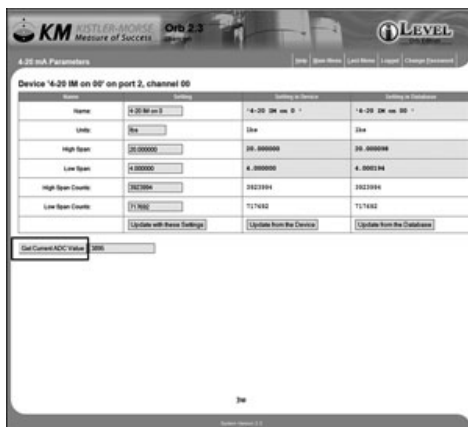 KM KISTLER-MORSE Orb 2.3
Measure of Success
LEVEL
4-20 mA Parameters
Help Main Menu Last Menu Logout Change Password
Device '4-20 IM on 00' on port 2, channel 00
Name Setting Setting in Device Setting in Database
Name: 4-20 IM on 0 '4-20 IM on 0 ' '4-20 IM on 00 '
Units: lbs lbs lbs
High Span: 20.000000 20.000000 20.000098
Low Span: 4.000000 4.000000 4.000194
High Span Counts: 3923994 3923994 3923994
Low Span Counts: 717692 717692 717692
Update with these Settings Update from the Device Update from the Database
Get Current ADC Value